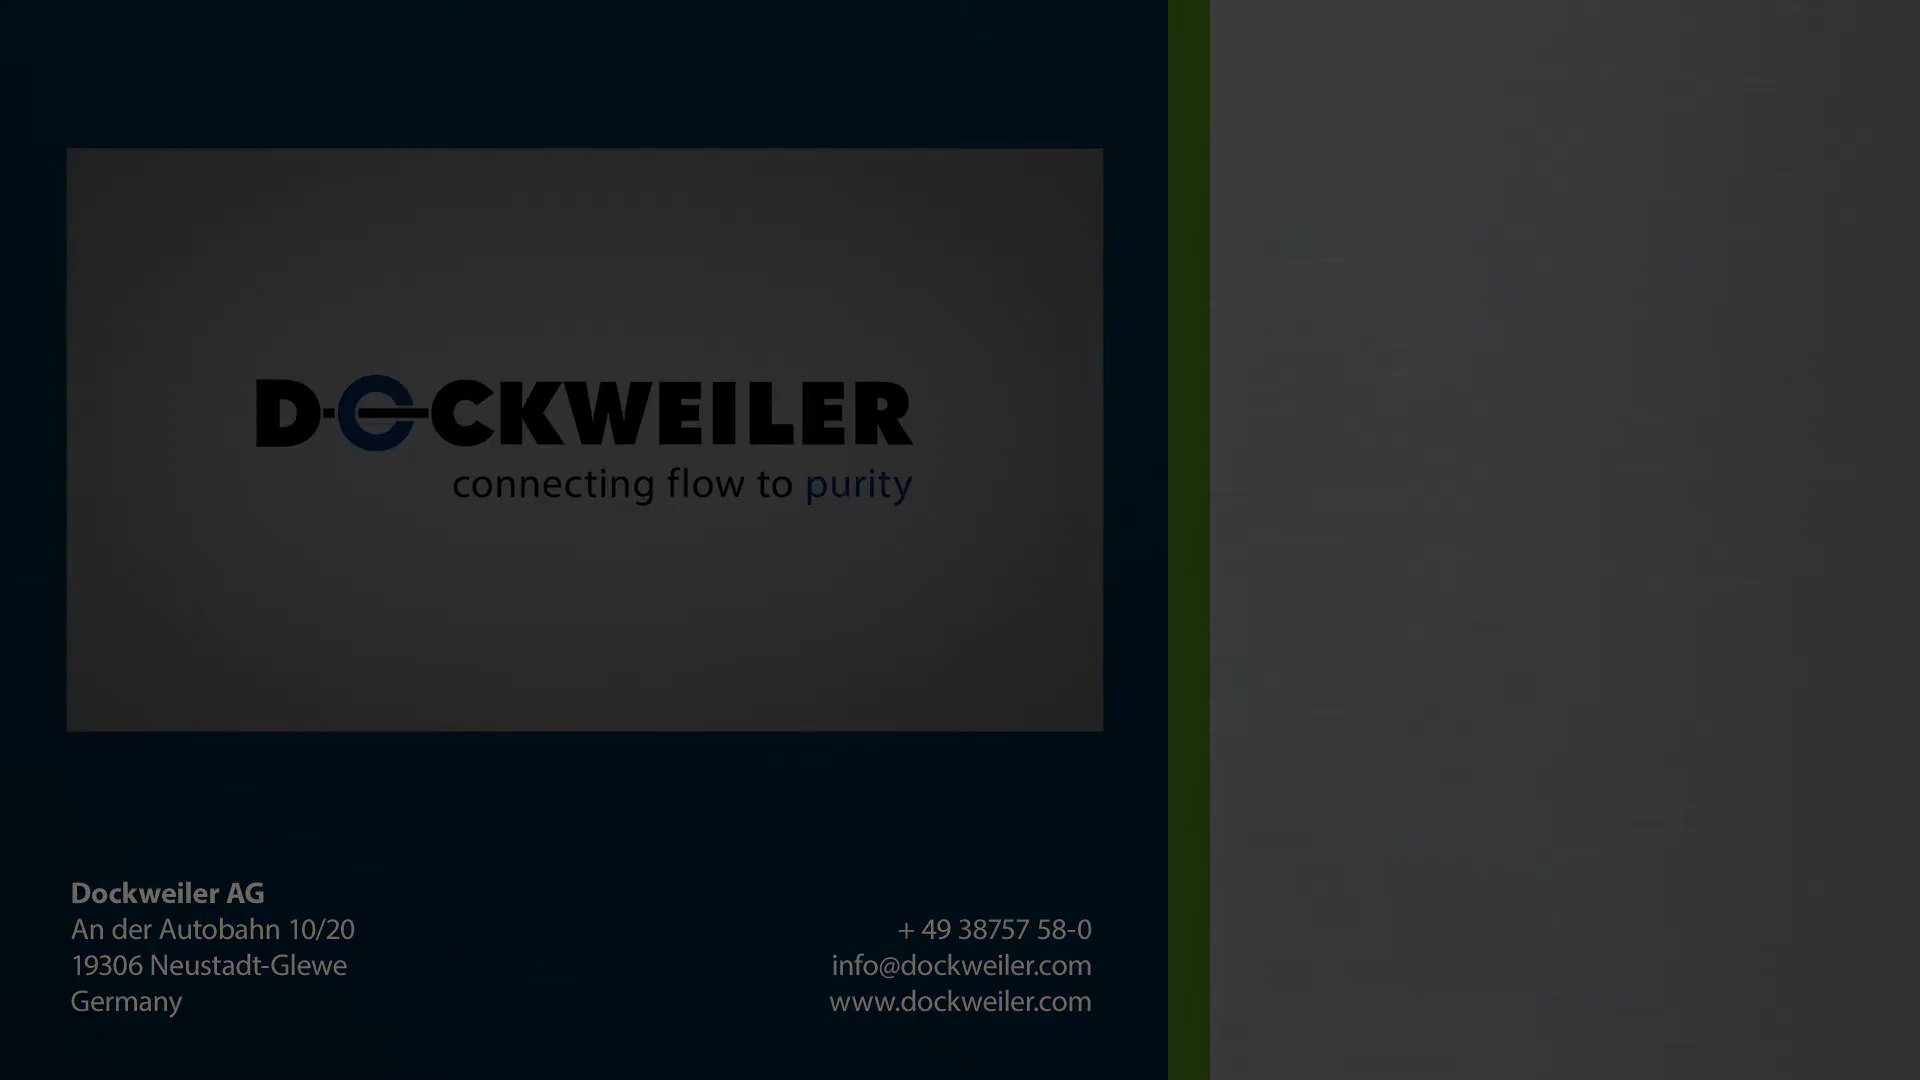 DOCKWEILER
connecting flow to purity
Dockweiler AG
An der Autobahn 10/20
19306 Neustadt-Glewe
Germany
+ 49 38757 58-0
info@dockweiler.com
www.dockweiler.com